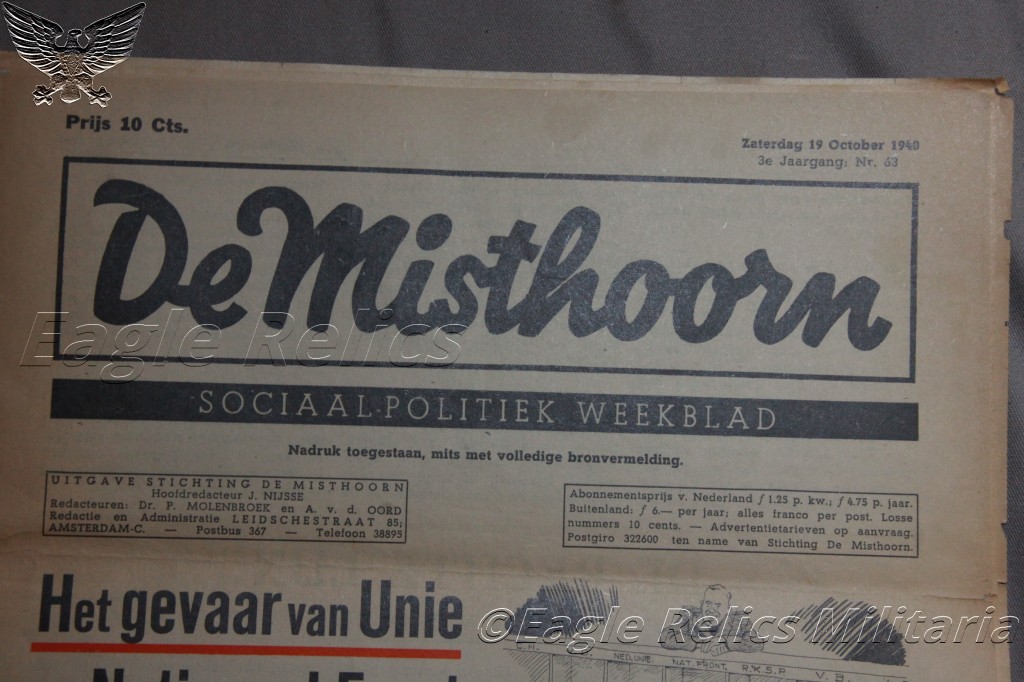 Prijs 10 Cts.
Zaterdag 19 October 1940
3e Jaargang: Nr. 63
De Misthoorn
Eagle Relics
SOCIAAL-POLITIEK WEEKBLAD
Nadruk toegestaan, mits met volledige bronvermelding.
UITGAVE STICHTING DE MISTHOORN
Hoofdredacteur J. NIJSSE
Redacteuren: Dr. P. MOLENBROEK en A. v. d. OORD
Redactie en Administratie LEIDSCHESTRAAT 85;
AMSTERDAM-C. — Postbus 367 — Telefoon 38895
Abonnementsprijs v. Nederland ƒ 1.25 p. kw.; ƒ 4.75 p. jaar.
Buitenland: ƒ 6.— per jaar; alles franco per post. Losse
nummers 10 cents. — Advertentietarieven op aanvraag.
Postgiro 322600 ten name van Stichting De Misthoorn.
Het gevaar van Unie
©Eagle Relics Militaria
NED.UNIE NAT.FRONT. R.K.S.P. V.B.